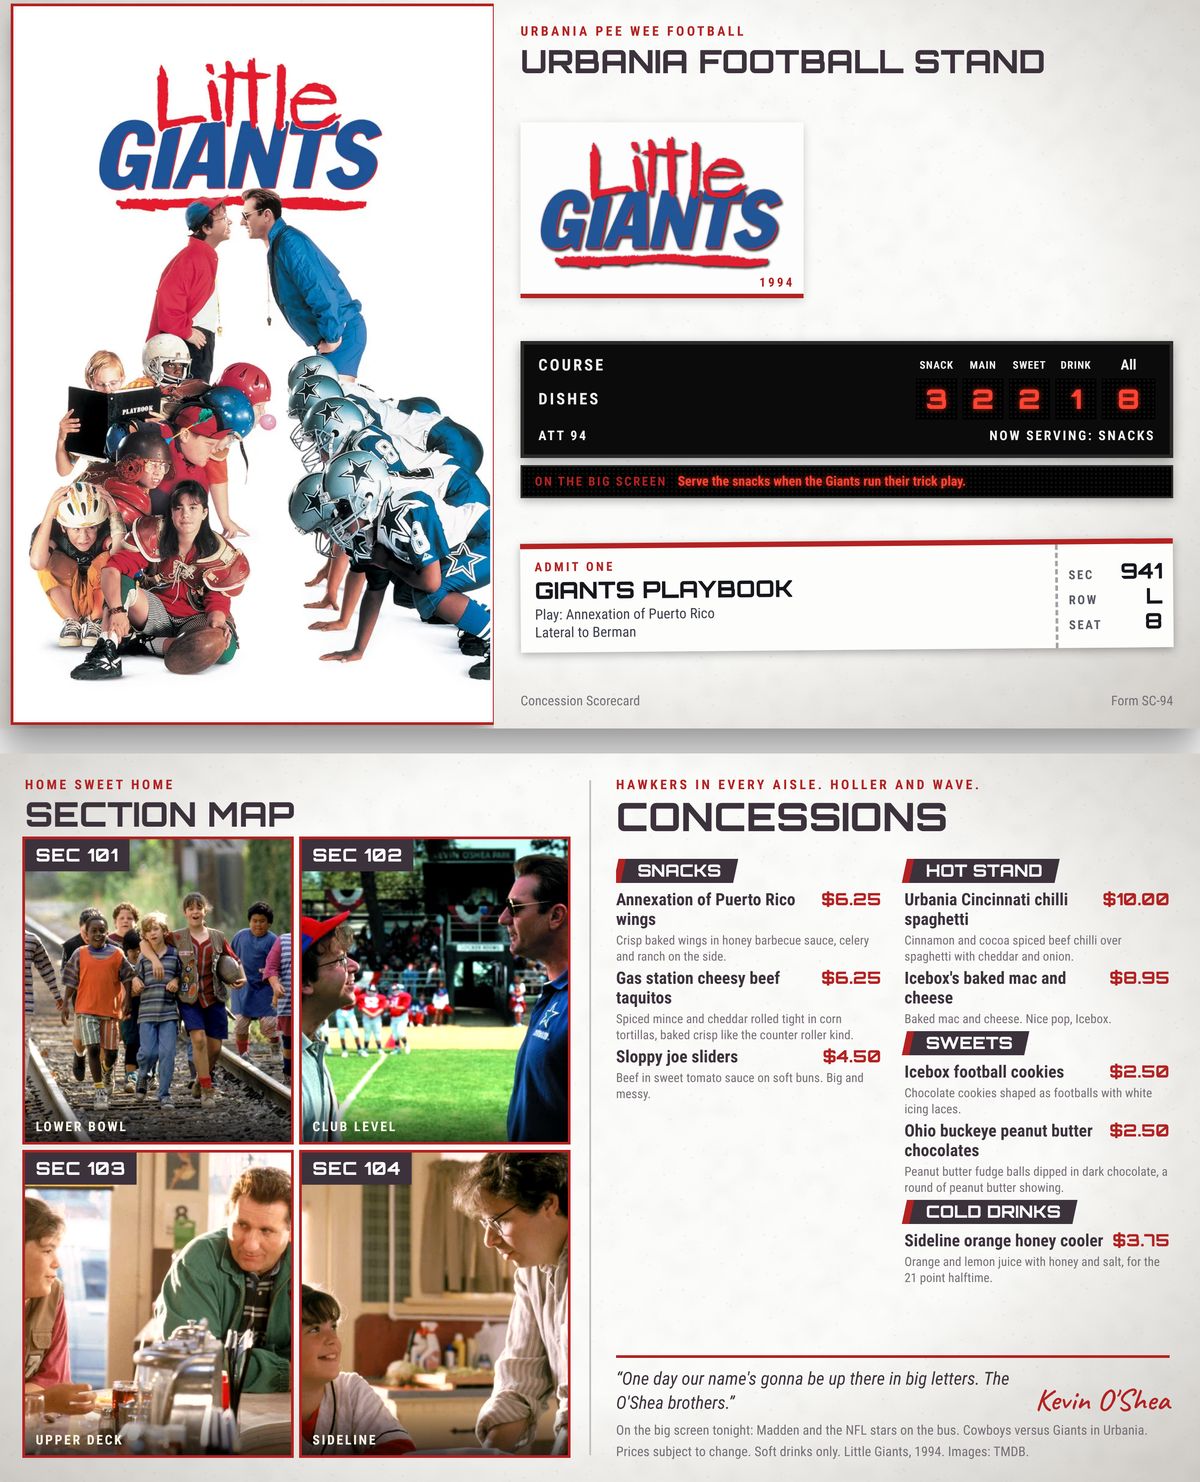 Little
GIANTS
PLAYBOOK
URBANIA PEE WEE FOOTBALL
URBANIA FOOTBALL STAND
Little
GIANTS
1994
COURSE SNACK MAIN SWEET DRINK All
DISHES 3 2 2 1 8
ATT 94 NOW SERVING: SNACKS
ON THE BIG SCREEN Serve the snacks when the Giants run their trick play.
ADMIT ONE
GIANTS PLAYBOOK
Play: Annexation of Puerto Rico
Lateral to Berman
SEC 941
ROW L
SEAT 8
Concession Scorecard Form SC-94
HOME SWEET HOME
SECTION MAP
SEC 101
LOWER BOWL
SEC 102
KEVIN O'SHEA PARK
CLUB LEVEL
SEC 103
8
UPPER DECK
SEC 104
SIDELINE
HAWKERS IN EVERY AISLE. HOLLER AND WAVE.
CONCESSIONS
SNACKS
Annexation of Puerto Rico wings $6.25
Crisp baked wings in honey barbecue sauce, celery
and ranch on the side.
Gas station cheesy beef taquitos $6.25
Spiced mince and cheddar rolled tight in corn
tortillas, baked crisp like the counter roller kind.
Sloppy joe sliders $4.50
Beef in sweet tomato sauce on soft buns. Big and
messy.
HOT STAND
Urbania Cincinnati chilli spaghetti $10.00
Cinnamon and cocoa spiced beef chilli over
spaghetti with cheddar and onion.
Icebox's baked mac and cheese $8.95
Baked mac and cheese. Nice pop, Icebox.
SWEETS
Icebox football cookies $2.50
Chocolate cookies shaped as footballs with white
icing laces.
Ohio buckeye peanut butter chocolates $2.50
Peanut butter fudge balls dipped in dark chocolate, a
round of peanut butter showing.
COLD DRINKS
Sideline orange honey cooler $3.75
Orange and lemon juice with honey and salt, for the
21 point halftime.
“One day our name's gonna be up there in big letters. The
O'Shea brothers.”
Kevin O'Shea
On the big screen tonight: Madden and the NFL stars on the bus. Cowboys versus Giants in Urbania.
Prices subject to change. Soft drinks only. Little Giants, 1994. Images: TMDB.